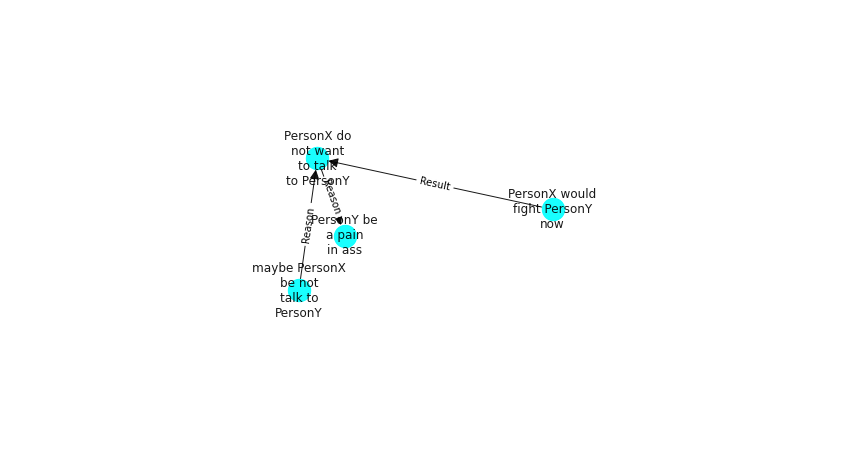 PersonX do
not want
to talk
to PersonY
Result
Reason
PersonX would
fight PersonY
now
PersonY be
a pain
in ass
Reason
maybe PersonX
be not
talk to
PersonY